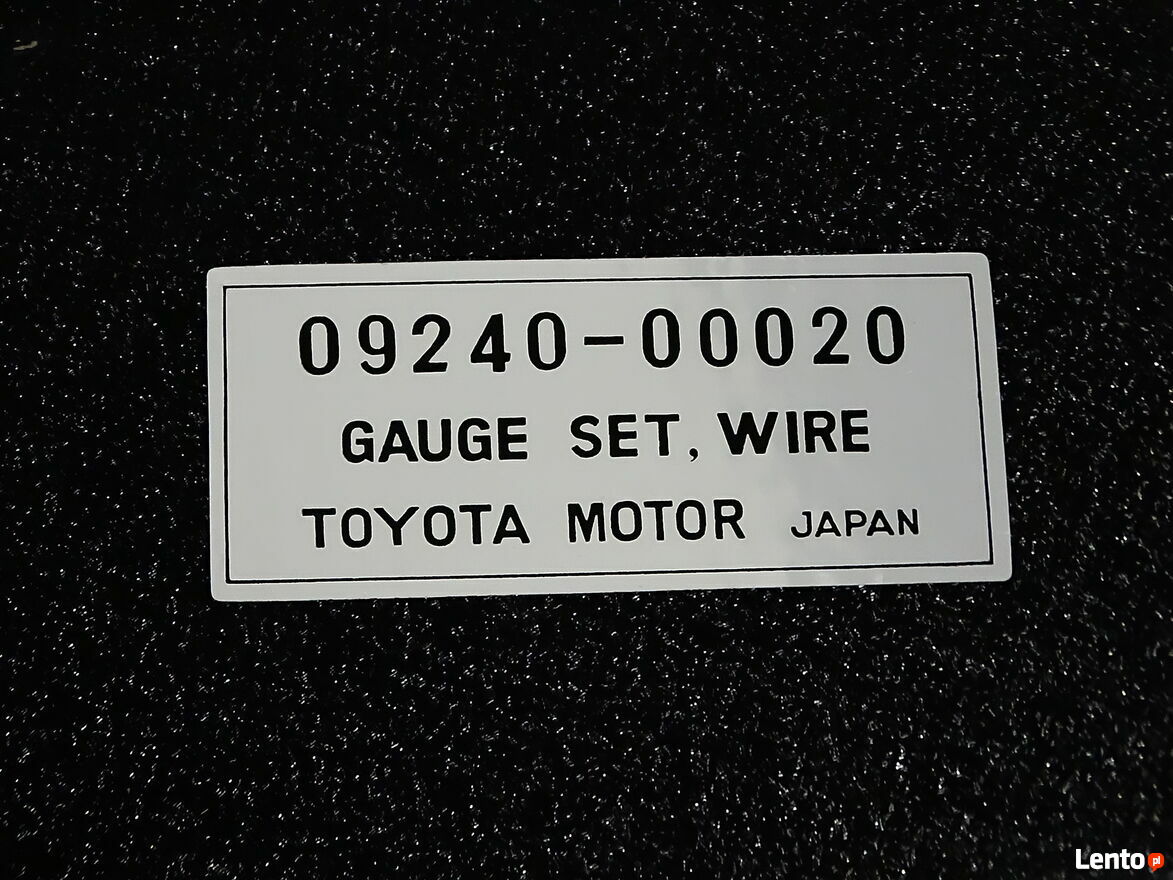 09240-00020
GAUGE SET, WIRE
TOYOTA MOTOR JAPAN
Lento pl